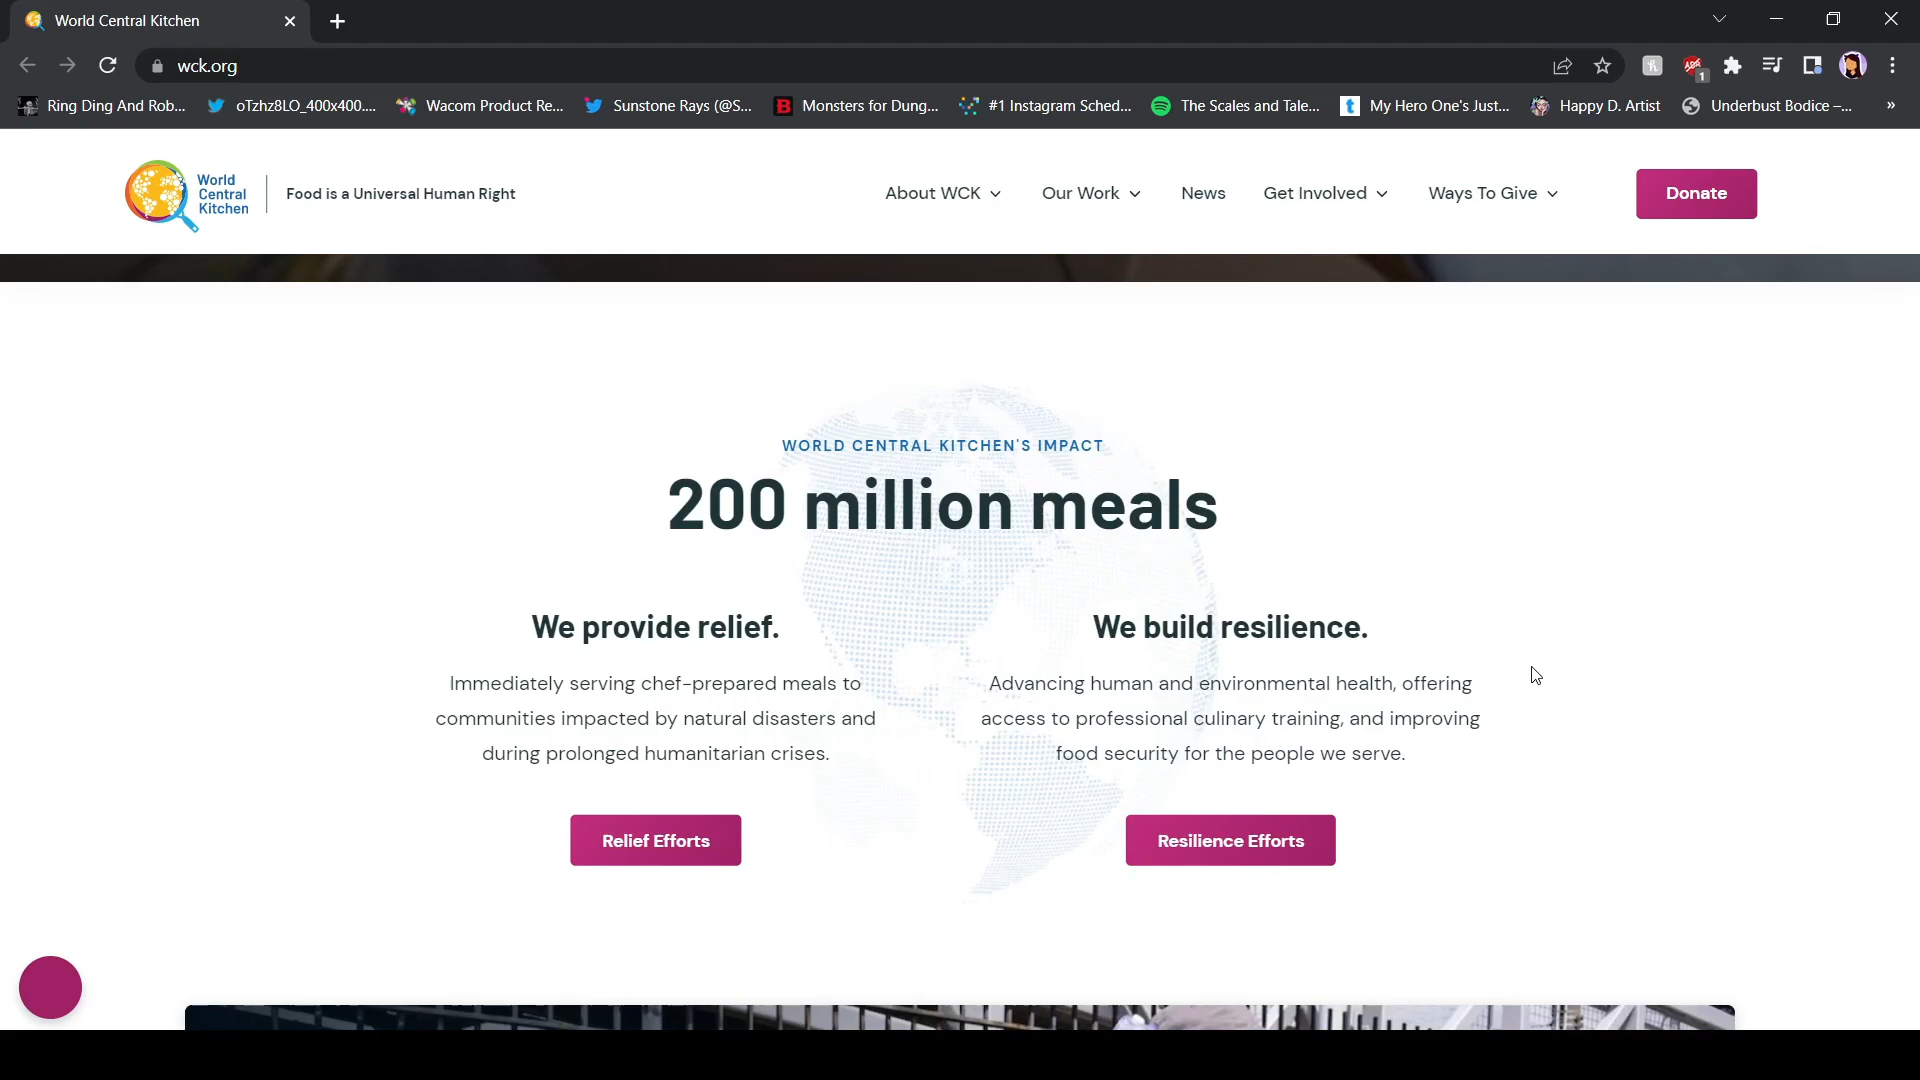 World Central Kitchen
wck.org
1
Ring Ding And Rob...
oTzhz8LO_400x400....
Wacom Product Re...
Sunstone Rays (@S...
Monsters for Dung...
#1 Instagram Sched...
The Scales and Tale...
My Hero One's Just...
Happy D. Artist
Underbust Bodice –...
»
World
Central
Kitchen
Food is a Universal Human Right
About WCK
Our Work
News
Get Involved
Ways To Give
Donate
WORLD CENTRAL KITCHEN'S IMPACT
200 million meals
We provide relief.
Immediately serving chef-prepared meals to
communities impacted by natural disasters and
during prolonged humanitarian crises.
Relief Efforts
We build resilience.
Advancing human and environmental health, offering
access to professional culinary training, and improving
food security for the people we serve.
Resilience Efforts